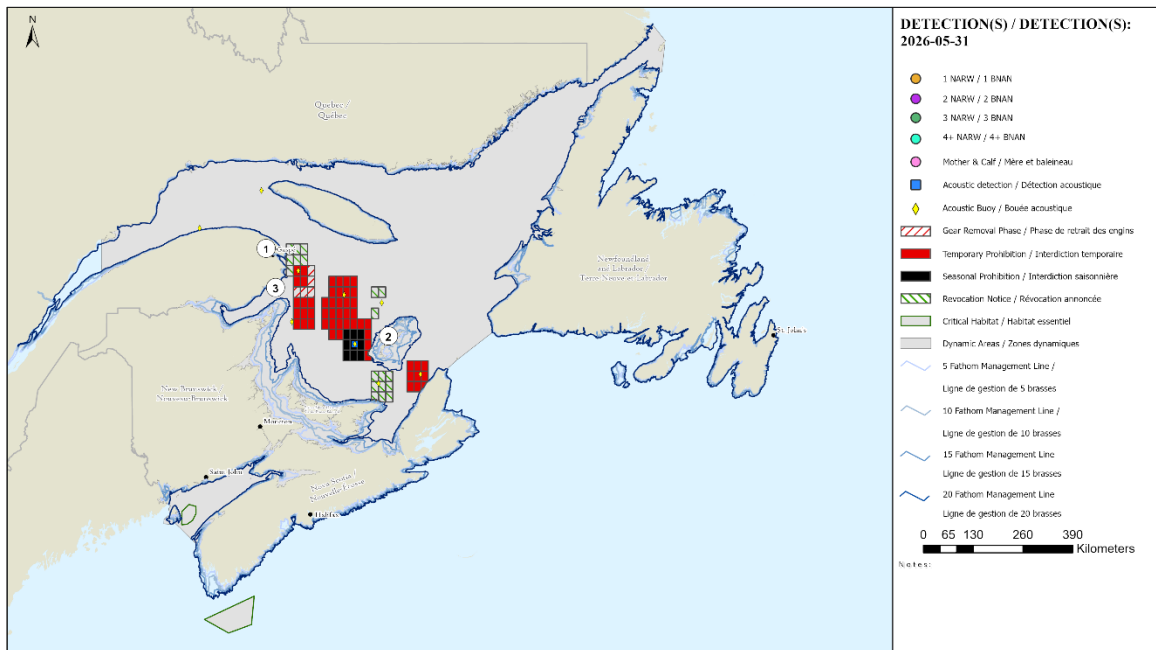 N
Quebec /
Québec
1
3
2
Newfoundland
and Labrador /
Terre-Neuve-et-Labrador
St. John's
New Brunswick /
Nouveau-Brunswick
Moncton
Saint John
Nova Scotia /
Nouvelle-Écosse
Halifax
DETECTION(S) / DETECTION(S):
2026-05-31
1 NARW / 1 BNAN
2 NARW / 2 BNAN
3 NARW / 3 BNAN
4+ NARW / 4+ BNAN
Mother & Calf / Mère et baleineau
Acoustic detection / Détection acoustique
Acoustic Buoy / Bouée acoustique
Gear Removal Phase / Phase de retrait des engins
Temporary Prohibition / Interdiction temporaire
Seasonal Prohibition / Interdiction saisonnière
Revocation Notice / Révocation annoncée
Critical Habitat / Habitat essentiel
Dynamic Areas / Zones dynamiques
5 Fathom Management Line /
Ligne de gestion de 5 brasses
10 Fathom Management Line /
Ligne de gestion de 10 brasses
15 Fathom Management Line
Ligne de gestion de 15 brasses
20 Fathom Management Line
Ligne de gestion de 20 brasses
0 65 130 260 390
Kilometers
Notes: